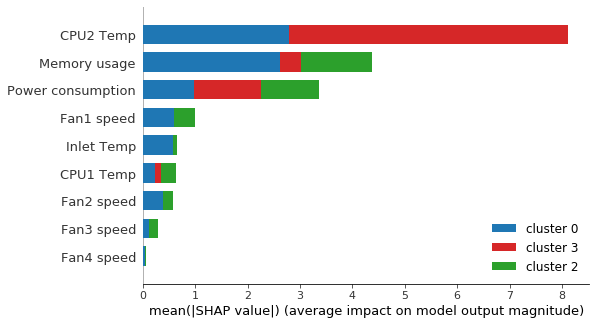 CPU2 Temp
Memory usage
Power consumption
Fan1 speed
Inlet Temp
CPU1 Temp
Fan2 speed
Fan3 speed
Fan4 speed
cluster 0
cluster 3
cluster 2
0 1 2 3 4 5 6 7 8
mean(|SHAP value|) (average impact on model output magnitude)